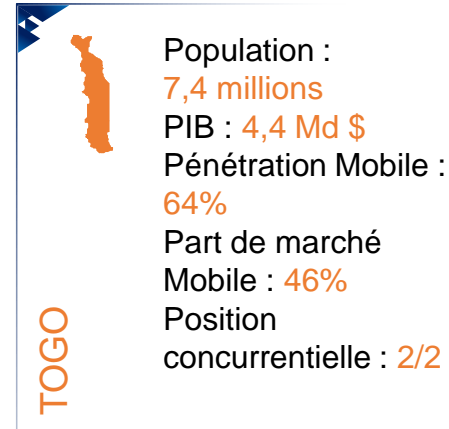 Population :
7,4 millions
PIB : 4,4 Md $
Pénétration Mobile :
64%
Part de marché
Mobile : 46%
Position
concurrentielle : 2/2
TOGO